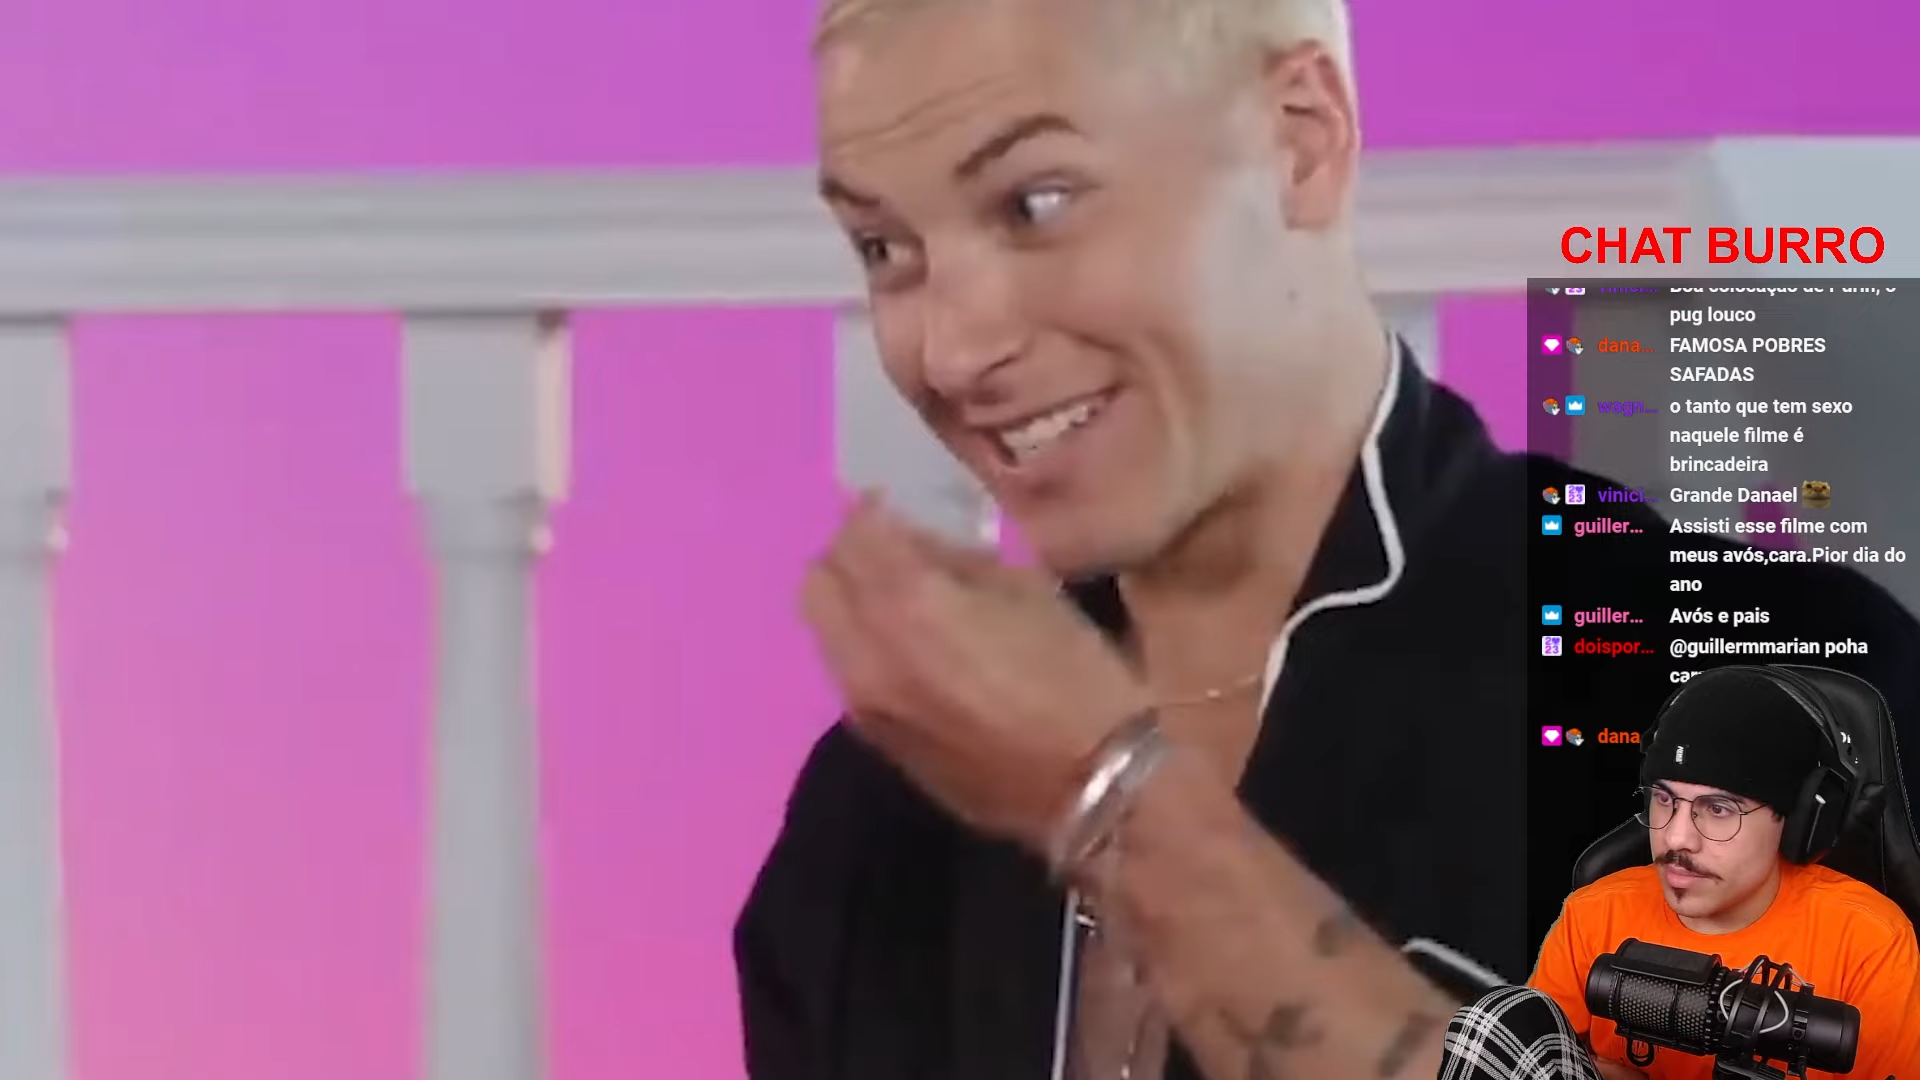 CHAT BURRO
pug louco
dana... FAMOSA POBRES
SAFADAS
wagn... o tanto que tem sexo
naquele filme é
brincadeira
vinici... Grande Danael
guiller... Assisti esse filme com
meus avós,cara.Pior dia do
ano
guiller... Avós e pais
doispor... @guillermmarian poha
dana